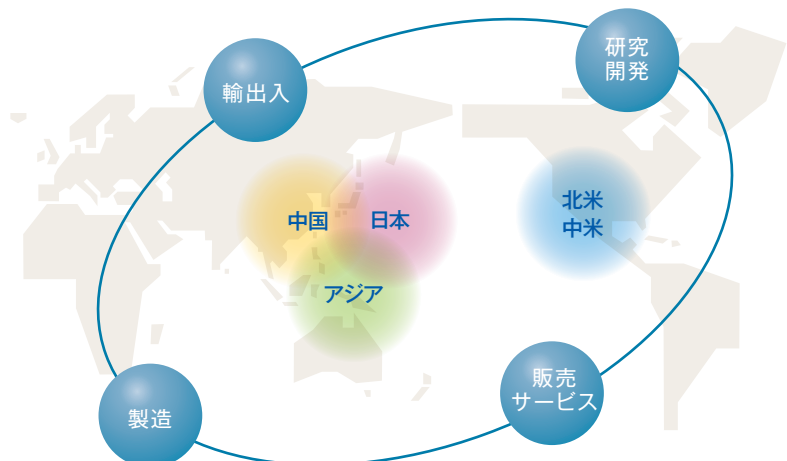 研究
開発
輸出入
中国
日本
北米
中米
アジア
販売
サービス
製造